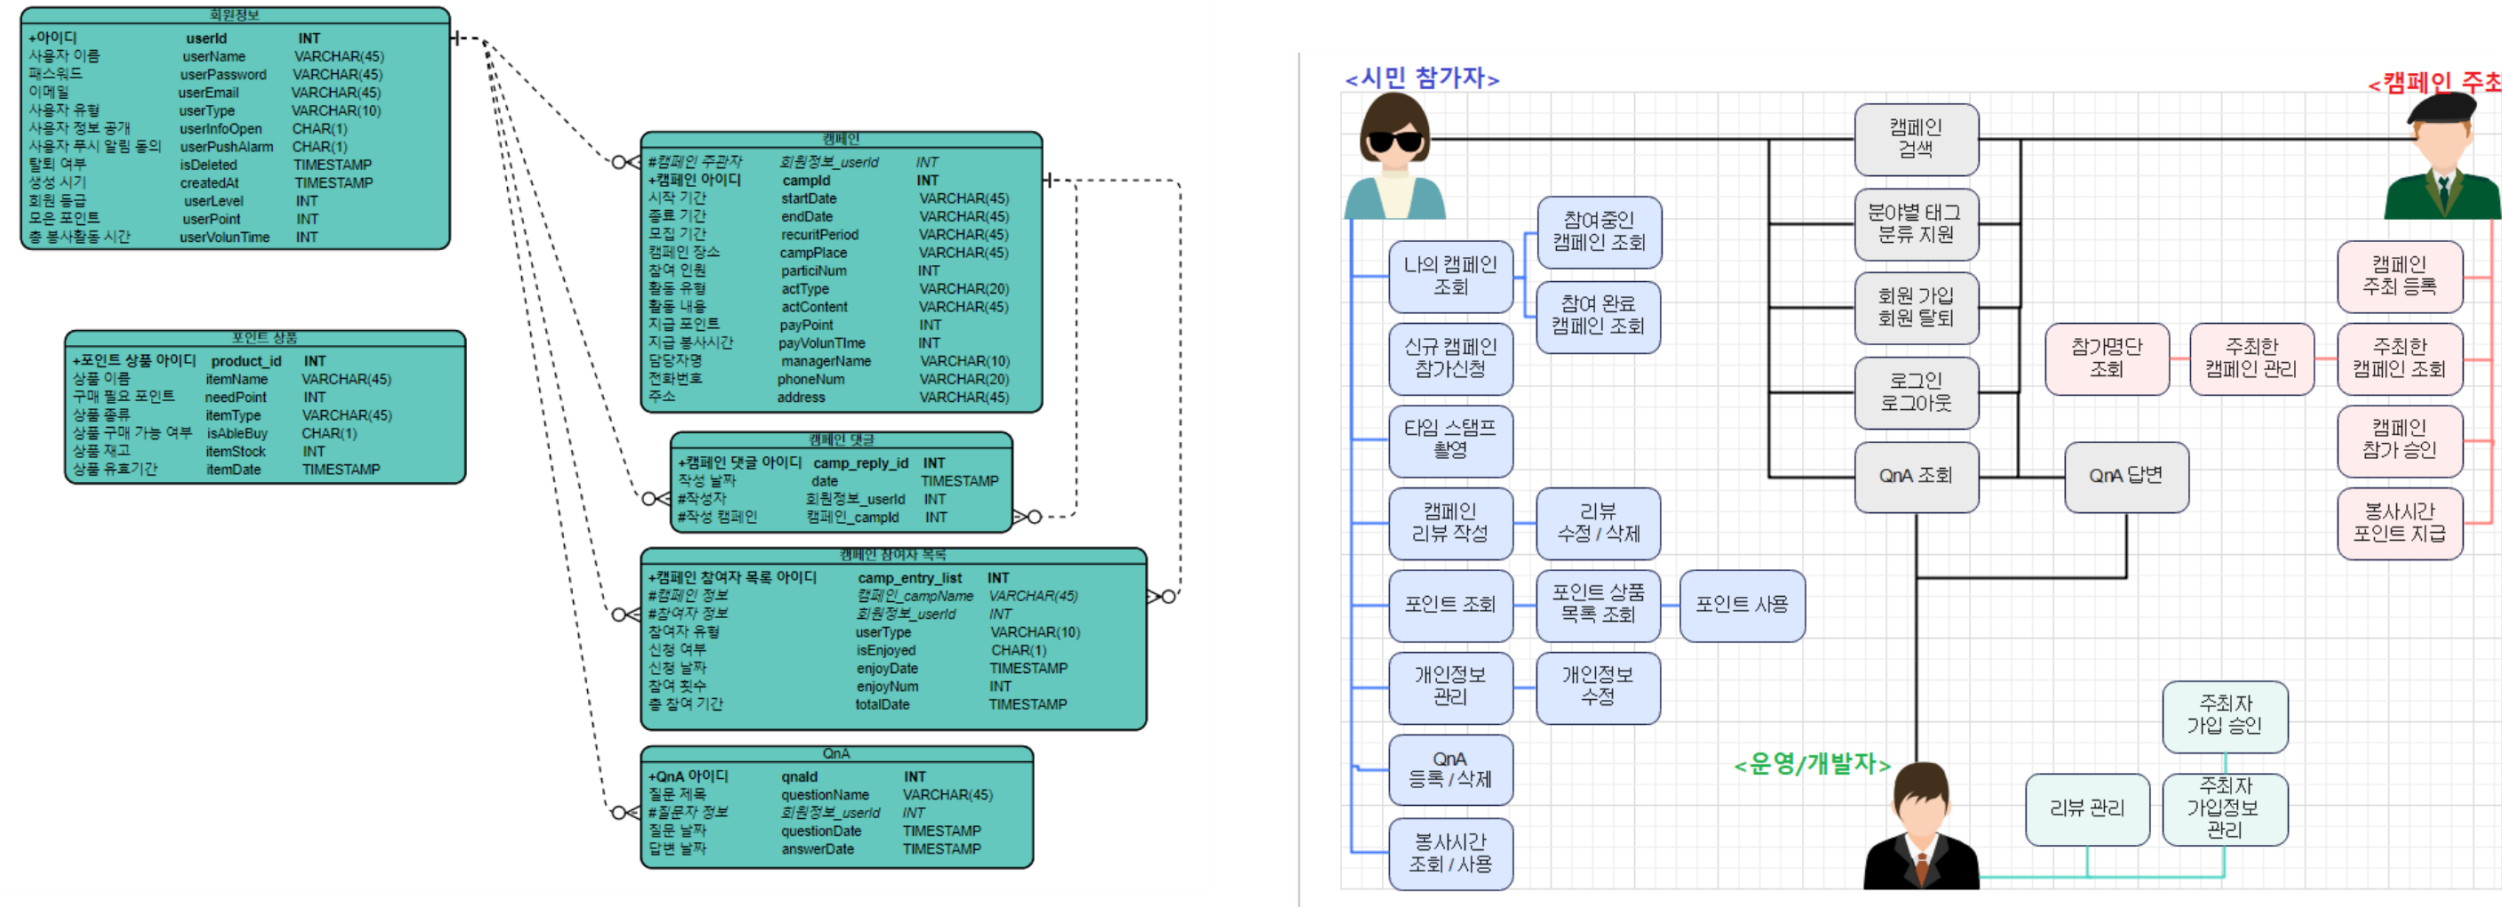 회원정보
+아이디 userId INT
사용자 이름 userName VARCHAR(45)
패스워드 userPassword VARCHAR(45)
이메일 userEmail VARCHAR(45)
사용자 유형 userType VARCHAR(10)
사용자 정보 공개 userInfoOpen CHAR(1)
사용자 푸시 알림 동의 userPushAlarm CHAR(1)
탈퇴 여부 isDeleted TIMESTAMP
생성 시기 createdAt TIMESTAMP
회원 등급 userLevel INT
모은 포인트 userPoint INT
총 봉사활동 시간 userVolunTime INT
포인트 상품
+포인트 상품 아이디 product_id INT
상품 이름 itemName VARCHAR(45)
구매 필요 포인트 needPoint INT
상품 종류 itemType VARCHAR(45)
상품 구매 가능 여부 isAbleBuy CHAR(1)
상품 재고 itemStock INT
상품 유효기간 itemDate TIMESTAMP
캠페인
#캠페인 주관자 회원정보_userId INT
+캠페인 아이디 campId INT
시작 기간 startDate VARCHAR(45)
종료 기간 endDate VARCHAR(45)
모집 기간 recuritPeriod VARCHAR(45)
캠페인 장소 campPlace VARCHAR(45)
참여 인원 particiNum INT
활동 유형 actType VARCHAR(20)
활동 내용 actContent VARCHAR(45)
지급 포인트 payPoint INT
지급 봉사시간 payVolunTIme INT
담당자명 managerName VARCHAR(10)
전화번호 phoneNum VARCHAR(20)
주소 address VARCHAR(45)
캠페인 댓글
+캠페인 댓글 아이디 camp_reply_id INT
작성 날짜 date TIMESTAMP
#작성자 회원정보_userId INT
#작성 캠페인 캠페인_campId INT
캠페인 참여자 목록
+캠페인 참여자 목록 아이디 camp_entry_list INT
#캠페인 정보 캠페인_campName VARCHAR(45)
#참여자 정보 회원정보_userId INT
참여자 유형 userType VARCHAR(10)
신청 여부 isEnjoyed CHAR(1)
신청 날짜 enjoyDate TIMESTAMP
참여 횟수 enjoyNum INT
총 참여 기간 totalDate TIMESTAMP
QnA
+QnA 아이디 qnaId INT
질문 제목 questionName VARCHAR(45)
#질문자 정보 회원정보_userId INT
질문 날짜 questionDate TIMESTAMP
답변 날짜 answerDate TIMESTAMP
<시민 참가자>
나의 캠페인
조회
참여중인
캠페인 조회
참여 완료
캠페인 조회
신규 캠페인
참가신청
타임 스탬프
촬영
캠페인
리뷰 작성
리뷰
수정 / 삭제
포인트 조회
포인트 상품
목록 조회
포인트 사용
개인정보
관리
개인정보
수정
QnA
등록 / 삭제
봉사시간
조회 / 사용
캠페인
검색
분야별 태그
분류 지원
회원 가입
회원 탈퇴
로그인
로그아웃
QnA 조회
QnA 답변
<캠페인 주최
캠페인
주최 등록
참가명단
조회
주최한
캠페인 관리
주최한
캠페인 조회
캠페인
참가 승인
봉사시간
포인트 지급
<운영/개발자>
주최자
가입 승인
리뷰 관리
주최자
가입정보
관리